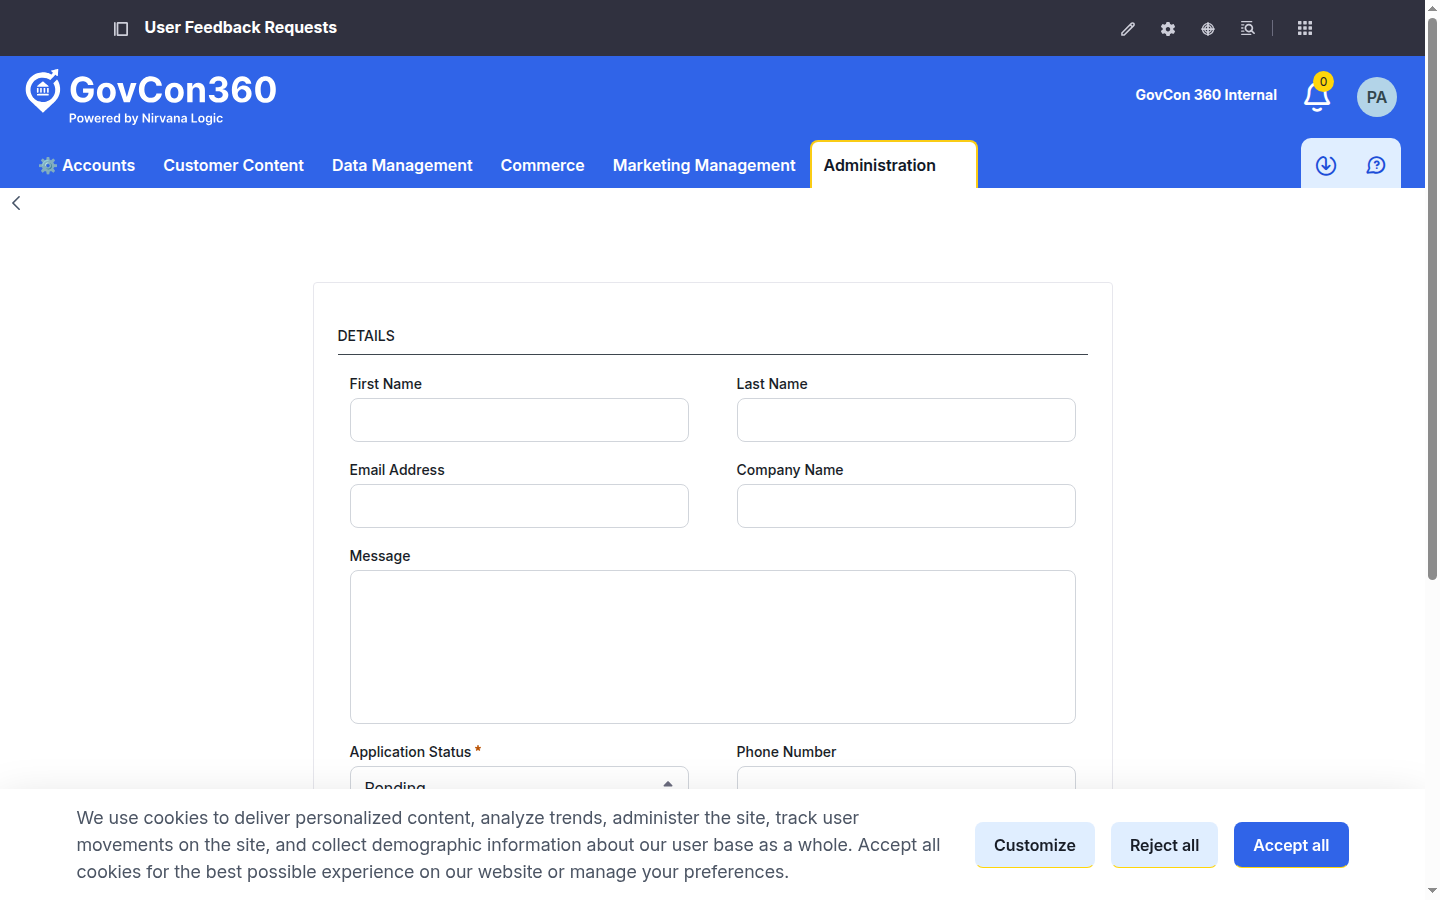 User Feedback Requests
GovCon360
Powered by Nirvana Logic
GovCon 360 Internal
0
PA
Accounts
Customer Content
Data Management
Commerce
Marketing Management
Administration
DETAILS
First Name
Last Name
Email Address
Company Name
Message
Application Status *
Phone Number
Pending
We use cookies to deliver personalized content, analyze trends, administer the site, track user
movements on the site, and collect demographic information about our user base as a whole. Accept all
cookies for the best possible experience on our website or manage your preferences.
Customize
Reject all
Accept all